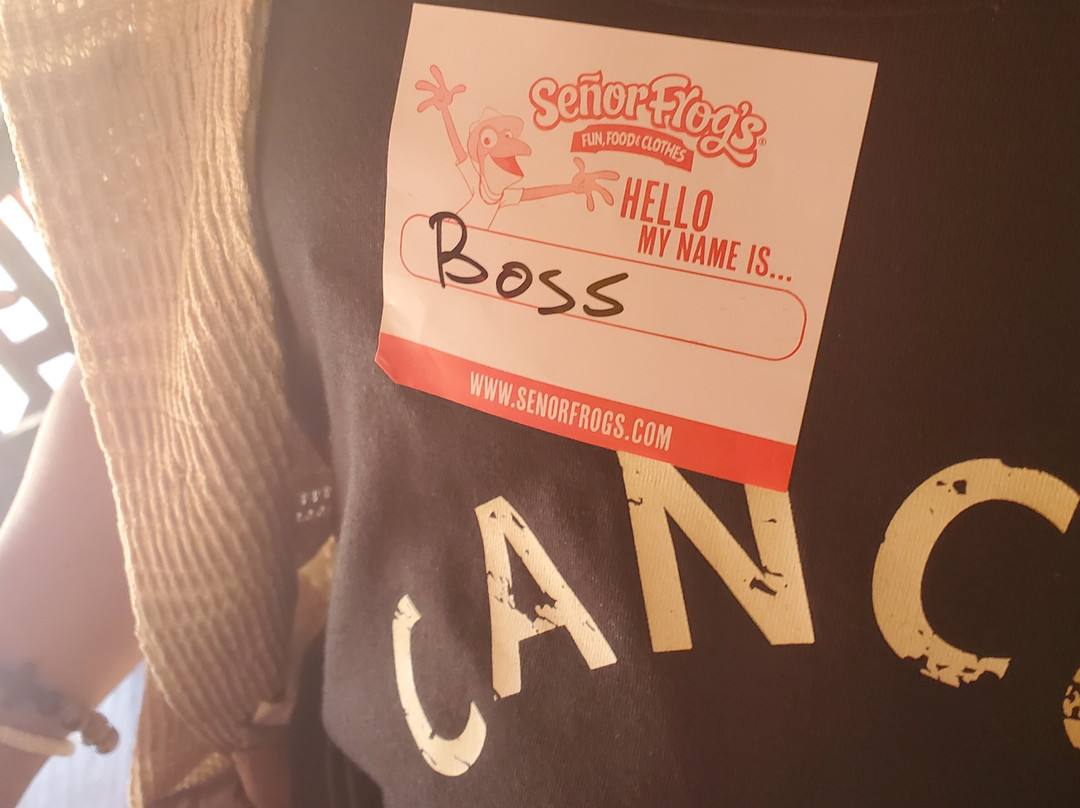 Señor Frog's
FUN, FOOD & CLOTHES
HELLO
MY NAME IS...
Boss
WWW.SENORFROGS.COM
CANC